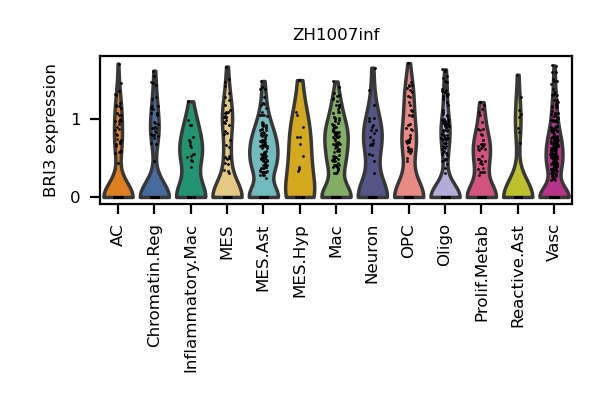 ZH1007inf
BRI3 expression
1
0
AC
Chromatin.Reg
Inflammatory.Mac
MES
MES.Ast
MES.Hyp
Mac
Neuron
OPC
Oligo
Prolif.Metab
Reactive.Ast
Vasc